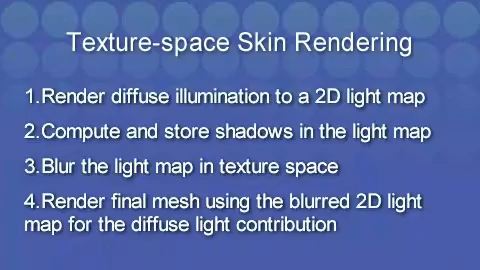 Texture-space Skin Rendering
1.Render diffuse illumination to a 2D light map
2.Compute and store shadows in the light map
3.Blur the light map in texture space
4.Render final mesh using the blurred 2D light
map for the diffuse light contribution